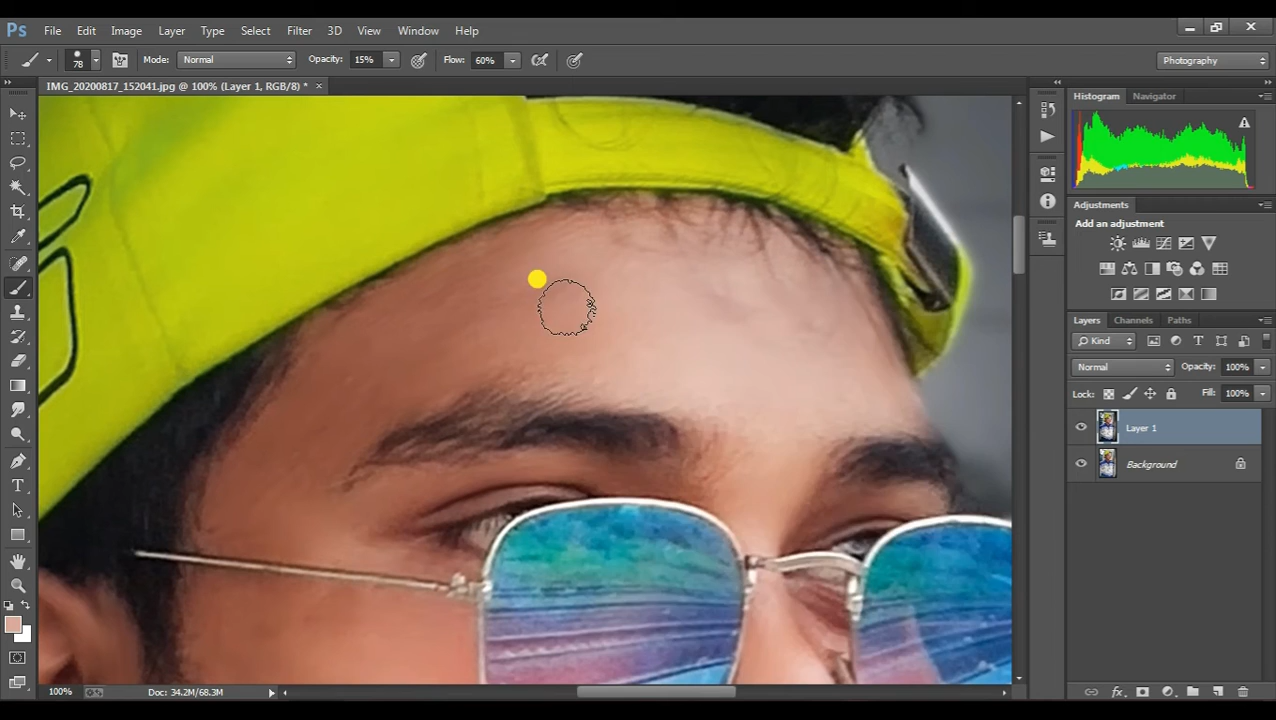 Ps File Edit Image Layer Type Select Filter 3D View Window Help
78 Mode: Normal Opacity: 15% Flow: 60% Photography
IMG_20200817_152041.jpg @ 100% (Layer 1, RGB/8) * ×
Histogram Navigator
Adjustments
Add an adjustment
Layers Channels Paths
Kind
Normal Opacity: 100%
Lock: Fill: 100%
Layer 1
Background
100% Doc: 34.2M/68.3M